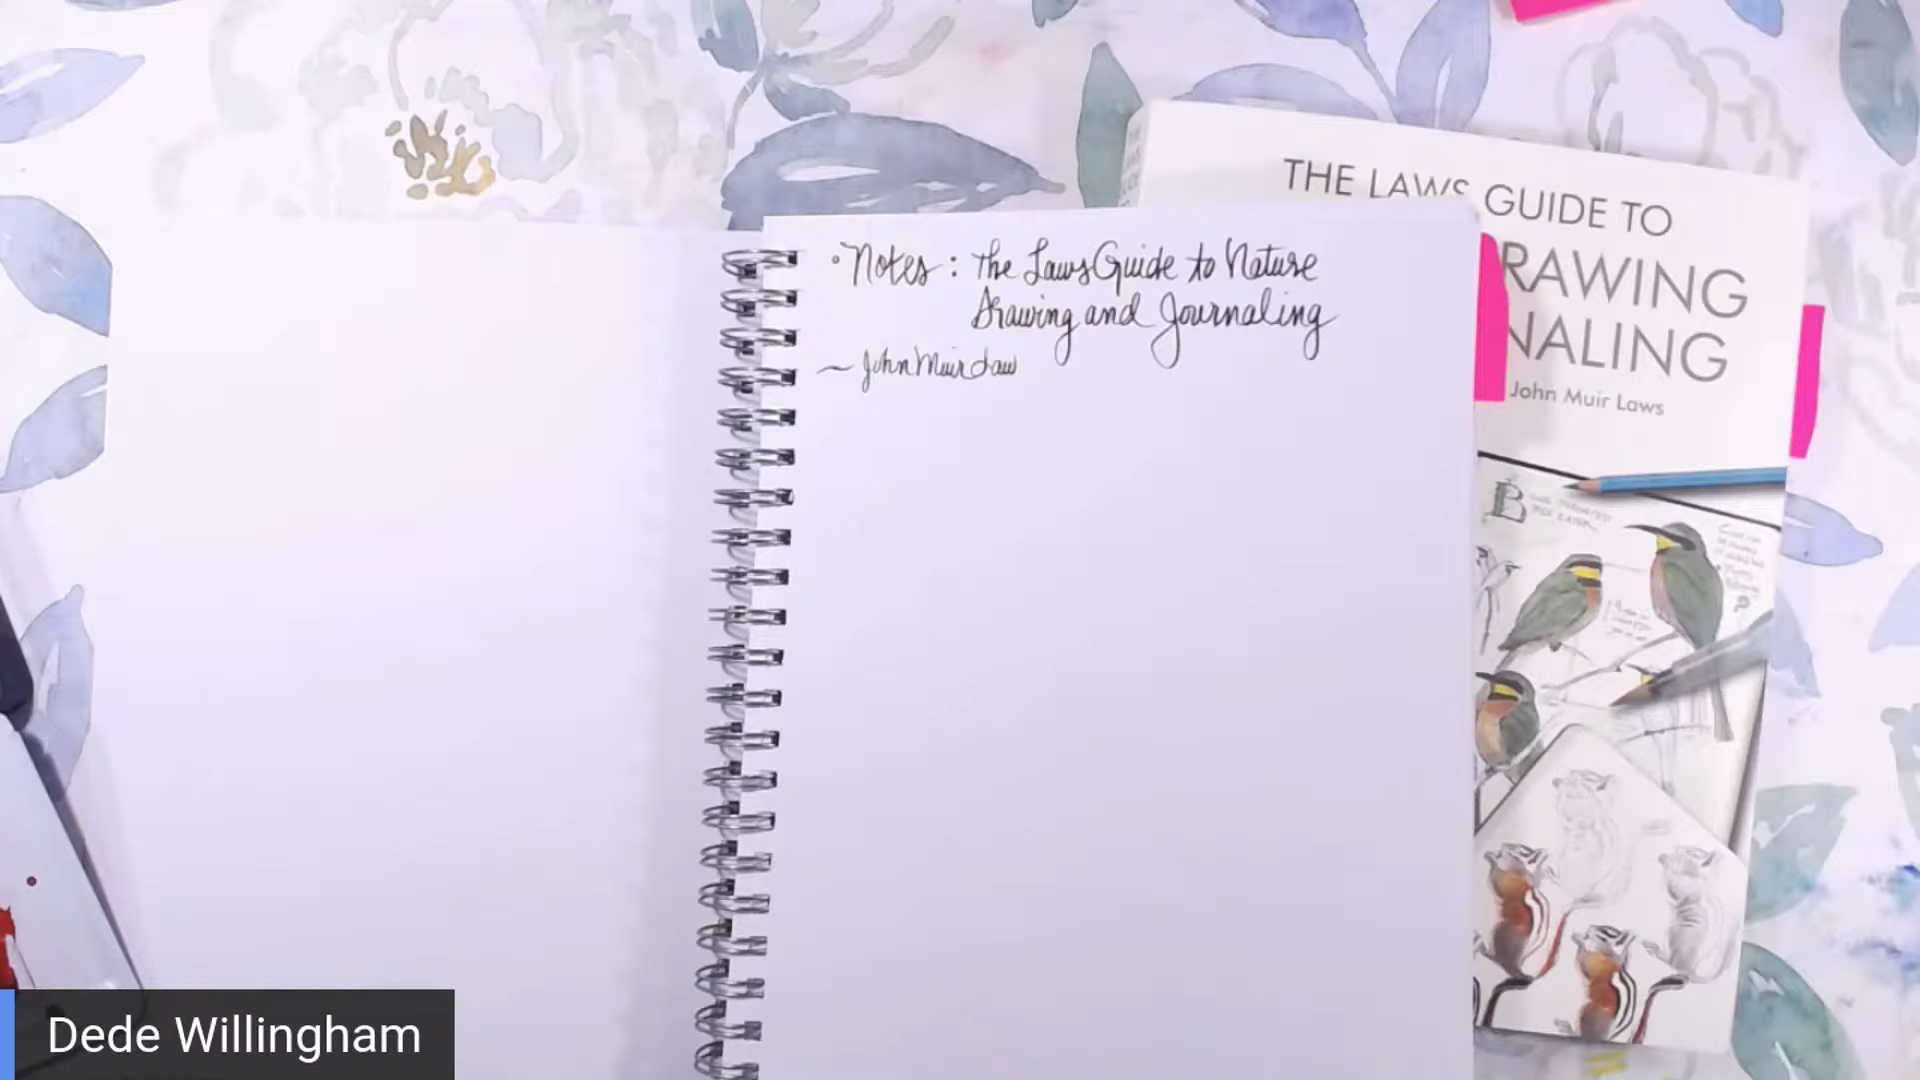 • Notes : The Laws Guide to Nature
Drawing and Journaling
~ John Muir Laws
THE LAWS GUIDE TO
RAWING
NALING
John Muir Laws
B
Dede Willingham